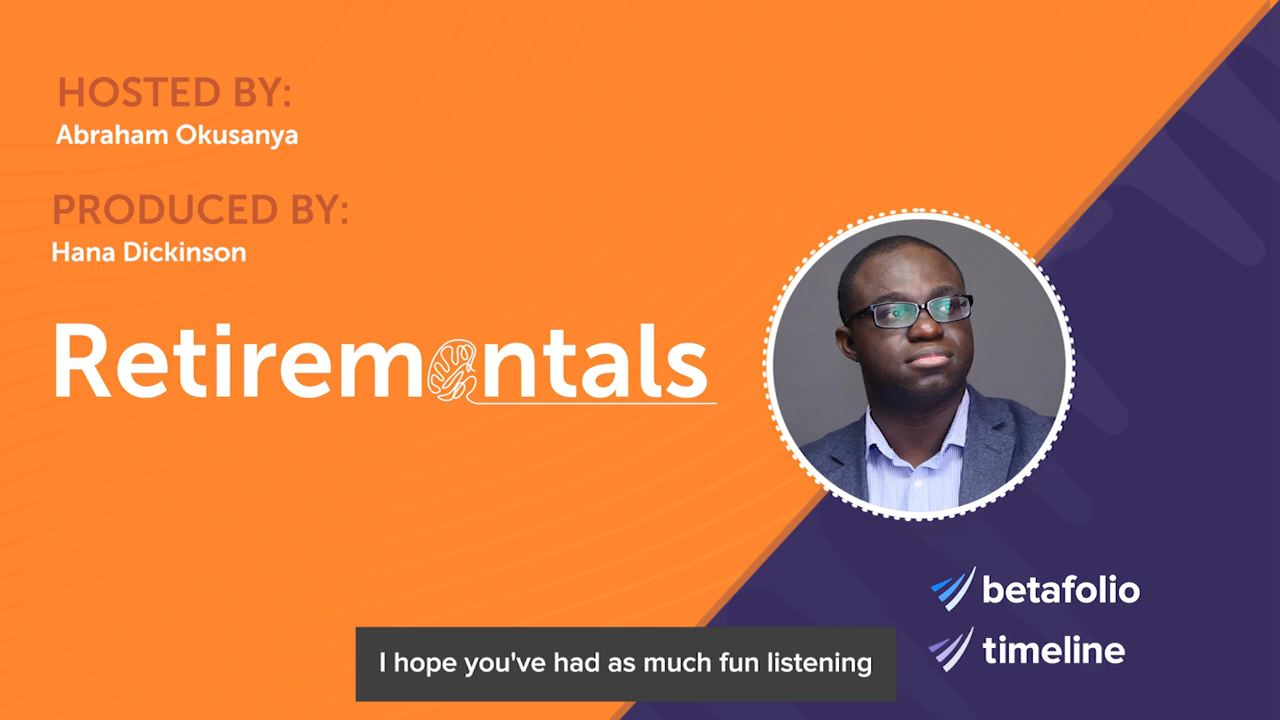 HOSTED BY:
Abraham Okusanya
PRODUCED BY:
Hana Dickinson
Retirementals
betafolio
timeline
I hope you've had as much fun listening